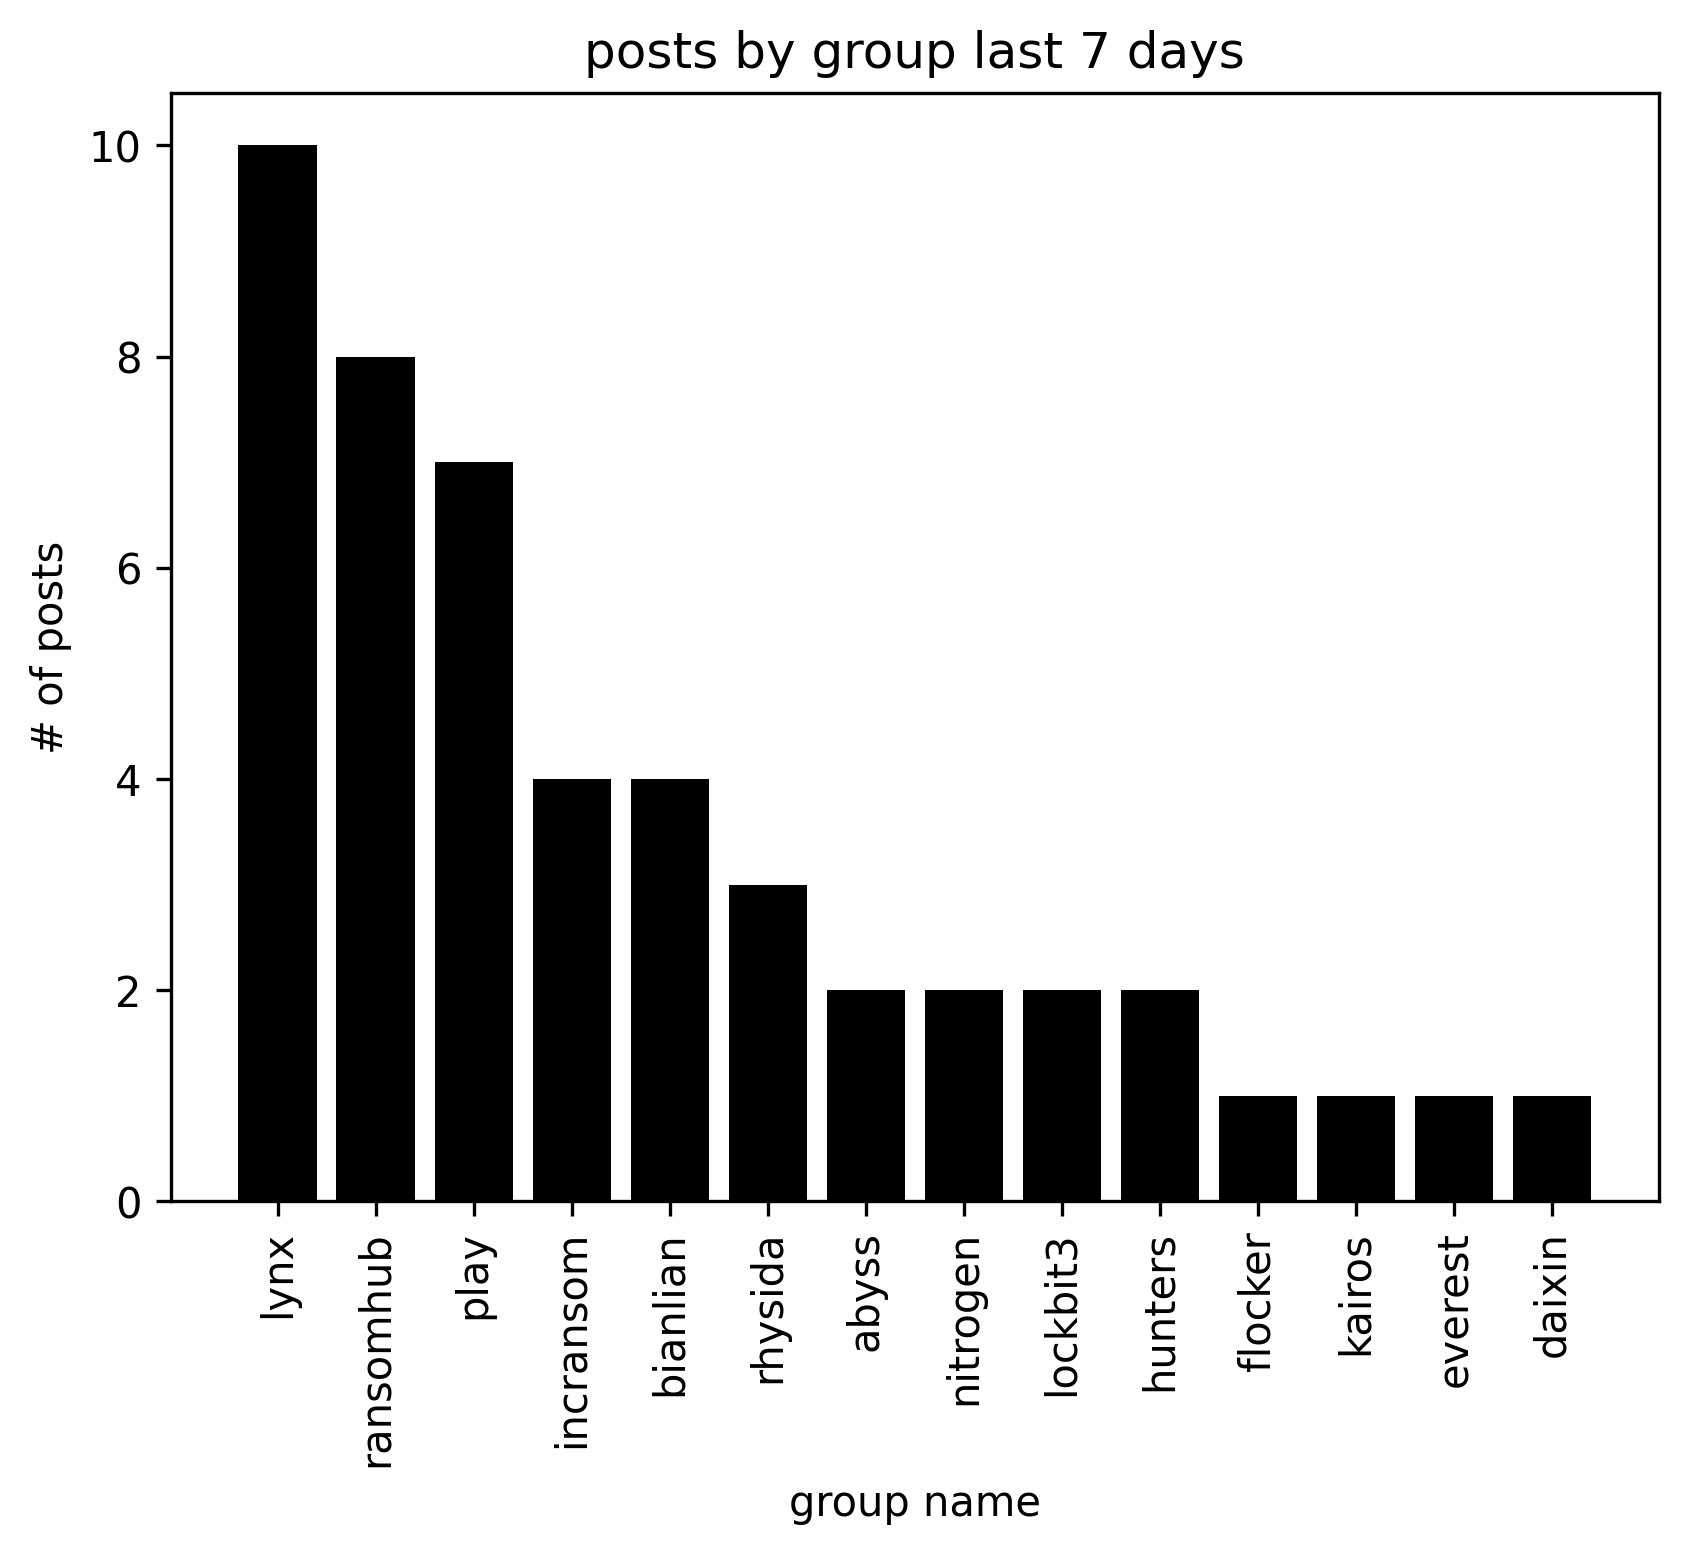 posts by group last 7 days
# of posts
10
8
6
4
2
0
lynx
ransomhub
play
incransom
bianlian
rhysida
abyss
nitrogen
lockbit3
hunters
flocker
kairos
everest
daixin
group name